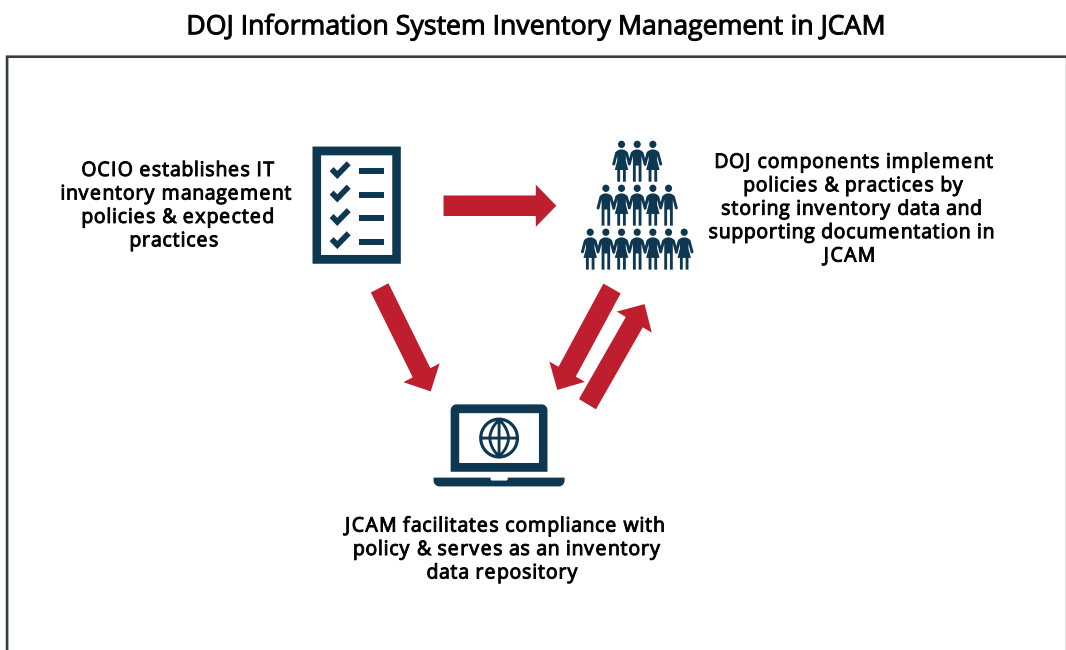 DOJ Information System Inventory Management in JCAM
OCIO establishes IT
inventory management
policies & expected
practices
DOJ components implement
policies & practices by
storing inventory data and
supporting documentation in
JCAM
JCAM facilitates compliance with
policy & serves as an inventory
data repository